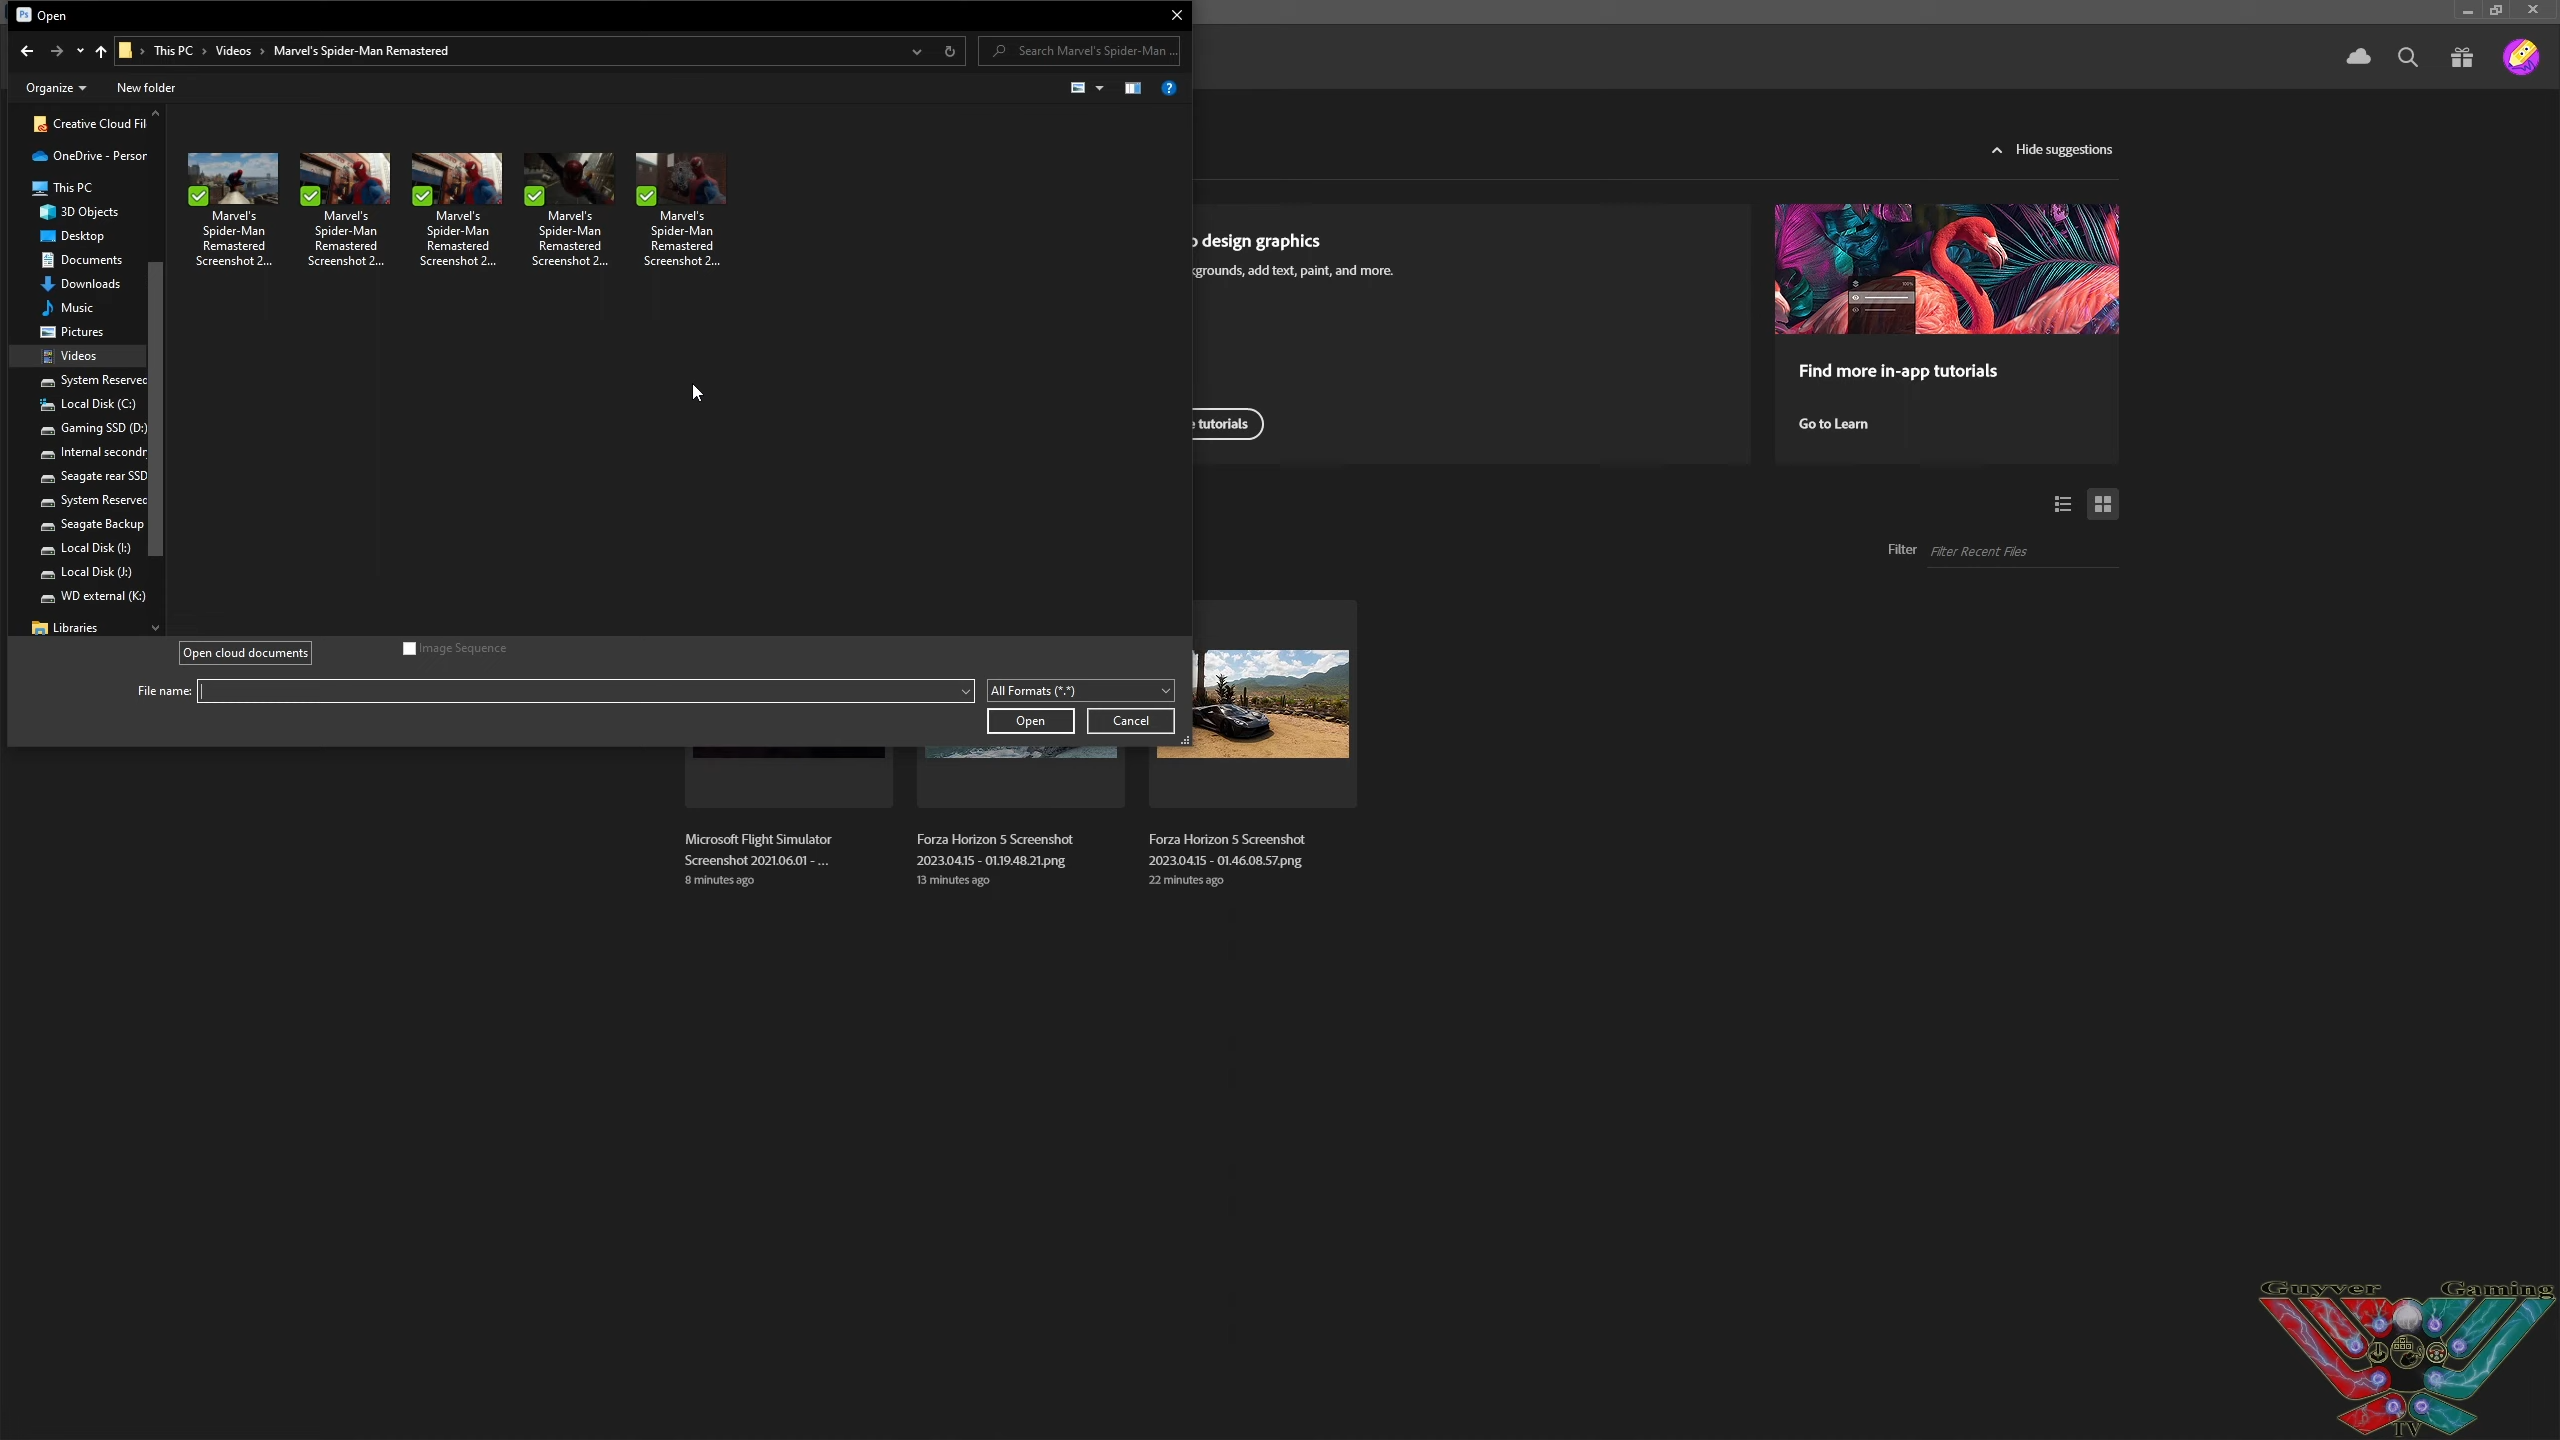 Ps Open
This PC Videos Marvel's Spider-Man Remastered
Search Marvel's Spider-Man ...
Organize New folder
Creative Cloud Fil
OneDrive - Person
This PC
3D Objects
Desktop
Documents
Downloads
Music
Pictures
Videos
System Reserved
Local Disk (C:)
Gaming SSD (D:)
Internal secondr
Seagate rear SSD
System Reserved
Seagate Backup
Local Disk (I:)
Local Disk (J:)
WD external (K:)
Libraries
Marvel's
Spider-Man
Remastered
Screenshot 2...
Marvel's
Spider-Man
Remastered
Screenshot 2...
Marvel's
Spider-Man
Remastered
Screenshot 2...
Marvel's
Spider-Man
Remastered
Screenshot 2...
Marvel's
Spider-Man
Remastered
Screenshot 2...
Open cloud documents
Image Sequence
File name:
All Formats (*.*)
Open Cancel
Hide suggestions
design graphics
kgrounds, add text, paint, and more.
tutorials
Find more in-app tutorials
Go to Learn
Filter Filter Recent Files
Microsoft Flight Simulator
Screenshot 2021.06.01 - ...
8 minutes ago
Forza Horizon 5 Screenshot
2023.04.15 - 01.19.48.21.png
13 minutes ago
Forza Horizon 5 Screenshot
2023.04.15 - 01.46.08.57.png
22 minutes ago
Guyver Gaming
TV